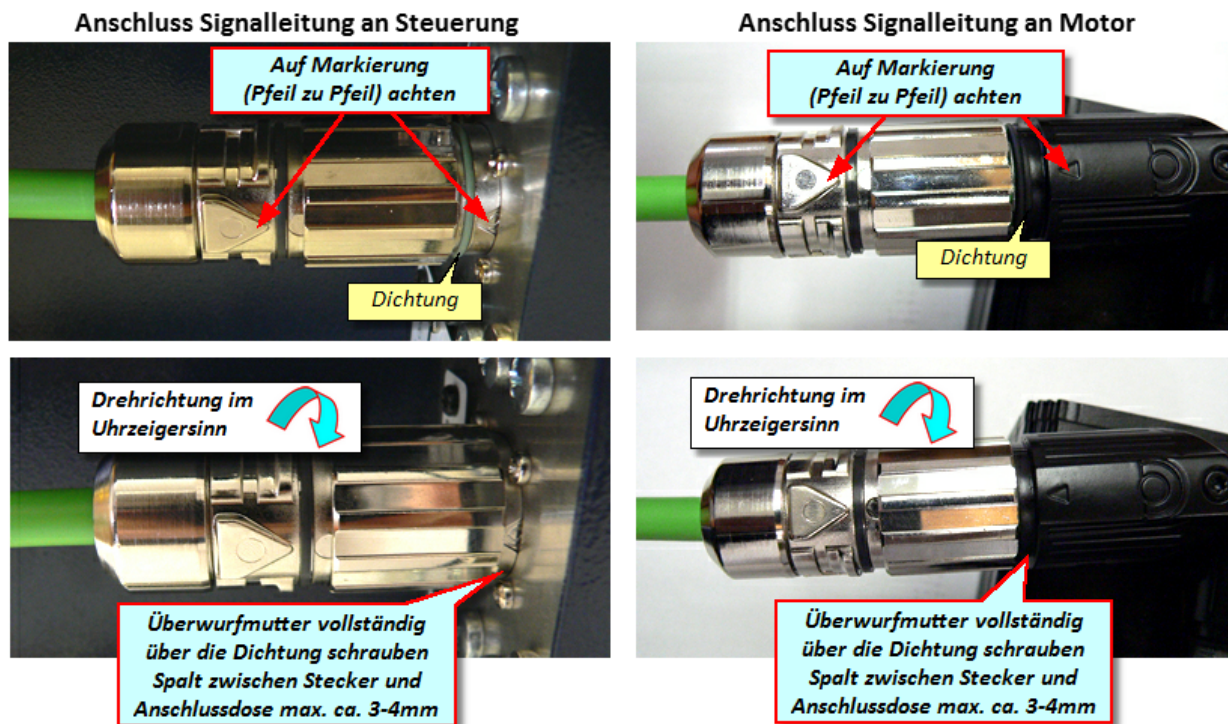 Anschluss Signalleitung an Steuerung
Auf Markierung
(Pfeil zu Pfeil) achten
Dichtung
Anschluss Signalleitung an Motor
Auf Markierung
(Pfeil zu Pfeil) achten
Dichtung
Drehrichtung im
Uhrzeigersinn
Überwurfmutter vollständig
über die Dichtung schrauben
Spalt zwischen Stecker und
Anschlussdose max. ca. 3-4mm
Drehrichtung im
Uhrzeigersinn
Überwurfmutter vollständig
über die Dichtung schrauben
Spalt zwischen Stecker und
Anschlussdose max. ca. 3-4mm